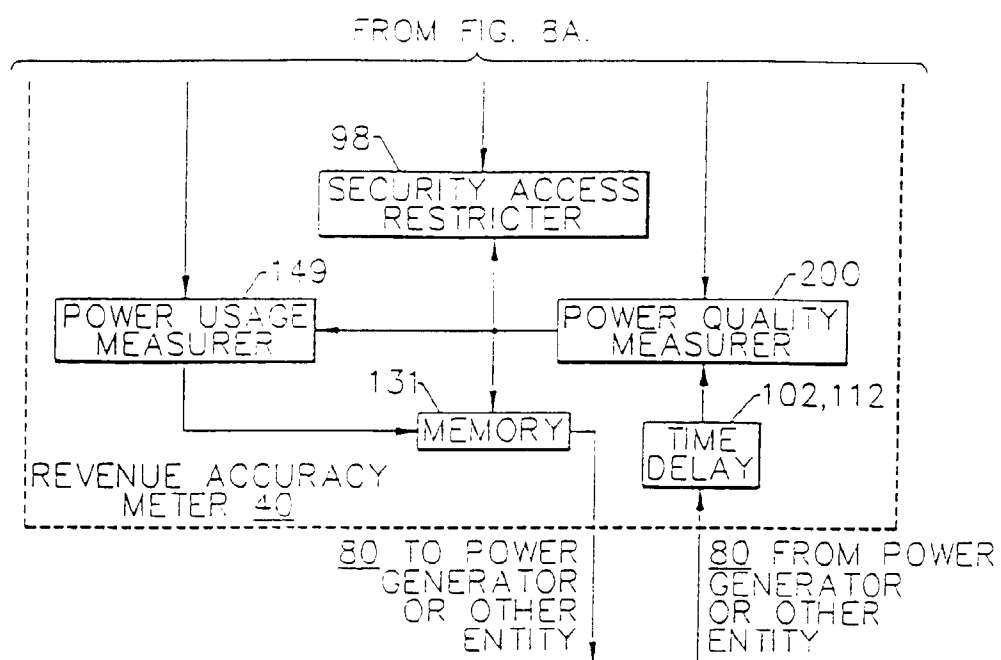 FROM FIG. 8A.
98
SECURITY ACCESS
RESTRICTER
149
POWER USAGE
MEASURER
200
POWER QUALITY
MEASURER
131
MEMORY
102,112
TIME
DELAY
REVENUE ACCURACY
METER 40
80 TO POWER
GENERATOR
OR OTHER
ENTITY
80 FROM POWER
GENERATOR
OR OTHER
ENTITY